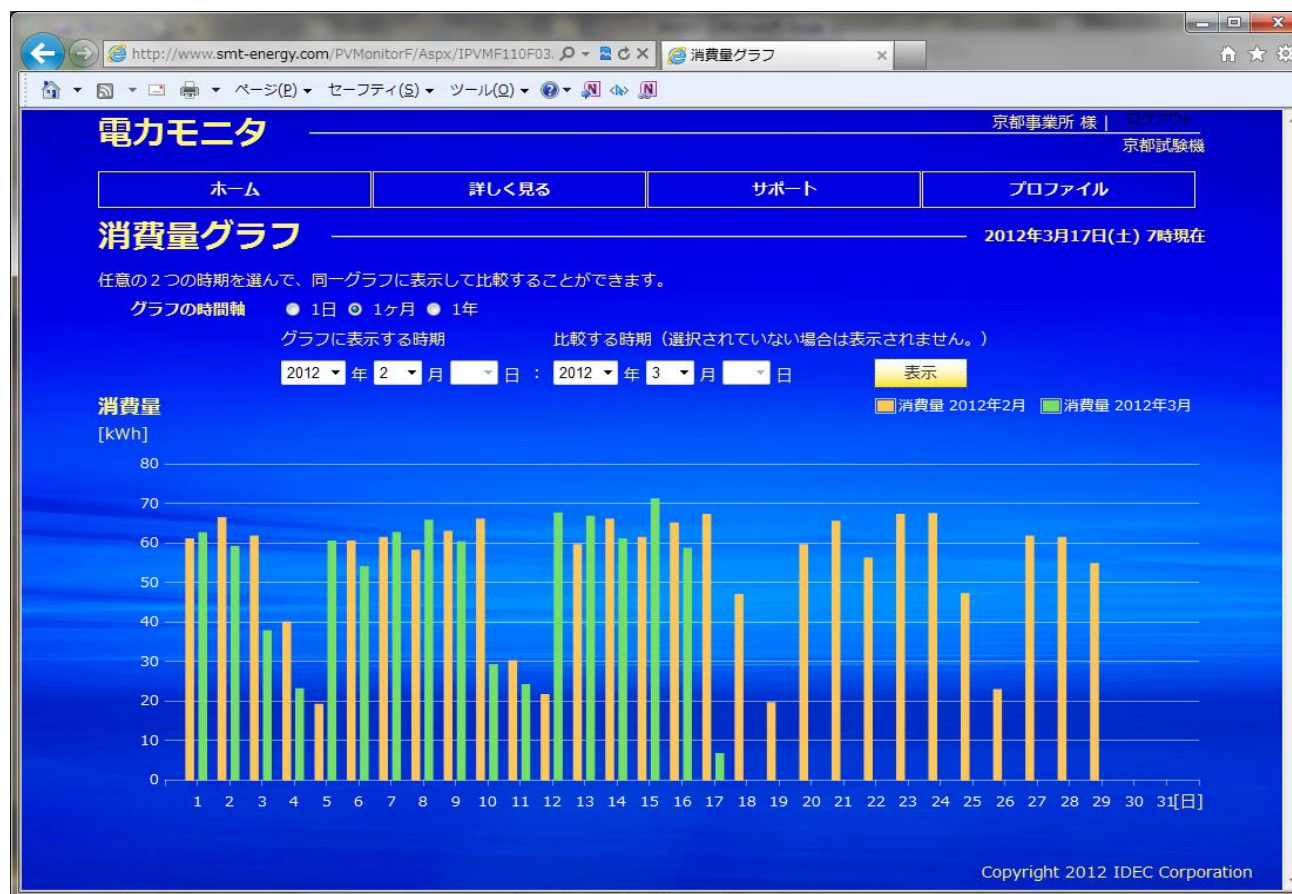 http://www.smt-energy.com/PVMonitorF/Aspx/IPVMF110F03.
消費量グラフ
ページ(P) セーフティ(S) ツール(O)
電力モニタ
京都事業所 様 | ログアウト
京都試験機
ホーム 詳しく見る サポート プロファイル
消費量グラフ
2012年3月17日(土) 7時現在
任意の２つの時期を選んで、同一グラフに表示して比較することができます。
グラフの時間軸 1日 1ヶ月 1年
グラフに表示する時期 比較する時期（選択されていない場合は表示されません。）
2012 年 2 月 日 : 2012 年 3 月 日 表示
消費量
消費量 2012年2月 消費量 2012年3月
[kWh]
80
70
60
50
40
30
20
10
0
1 2 3 4 5 6 7 8 9 10 11 12 13 14 15 16 17 18 19 20 21 22 23 24 25 26 27 28 29 30 31[日]
Copyright 2012 IDEC Corporation